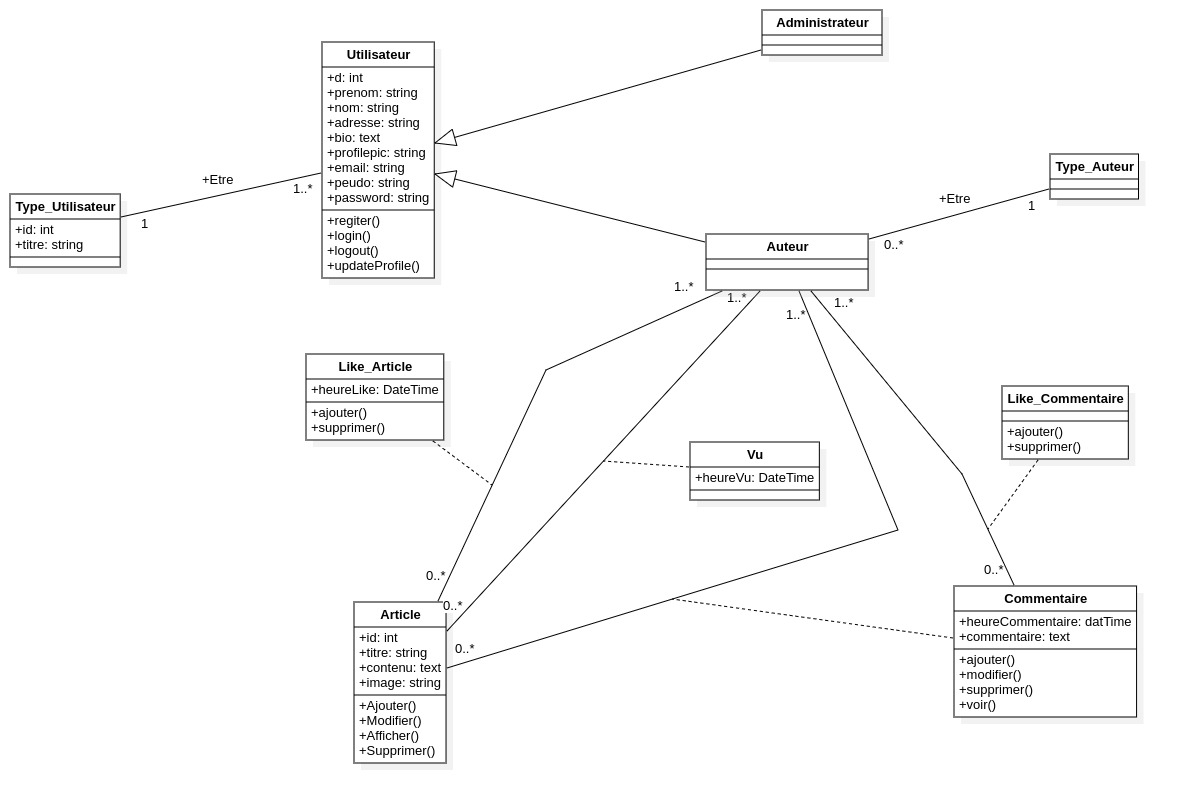 Administrateur
Utilisateur
+d: int
+prenom: string
+nom: string
+adresse: string
+bio: text
+profilepic: string
+email: string
+peudo: string
+password: string
+regiter()
+login()
+logout()
+updateProfile()
+Etre
1..*
1
Type_Utilisateur
+id: int
+titre: string
Type_Auteur
+Etre
1
0..*
Auteur
1..*
1..*
1..*
1..*
Like_Article
+heureLike: DateTime
+ajouter()
+supprimer()
Like_Commentaire
+ajouter()
+supprimer()
Vu
+heureVu: DateTime
0..*
0..*
0..*
0..*
Article
+id: int
+titre: string
+contenu: text
+image: string
+Ajouter()
+Modifier()
+Afficher()
+Supprimer()
Commentaire
+heureCommentaire: datTime
+commentaire: text
+ajouter()
+modifier()
+supprimer()
+voir()